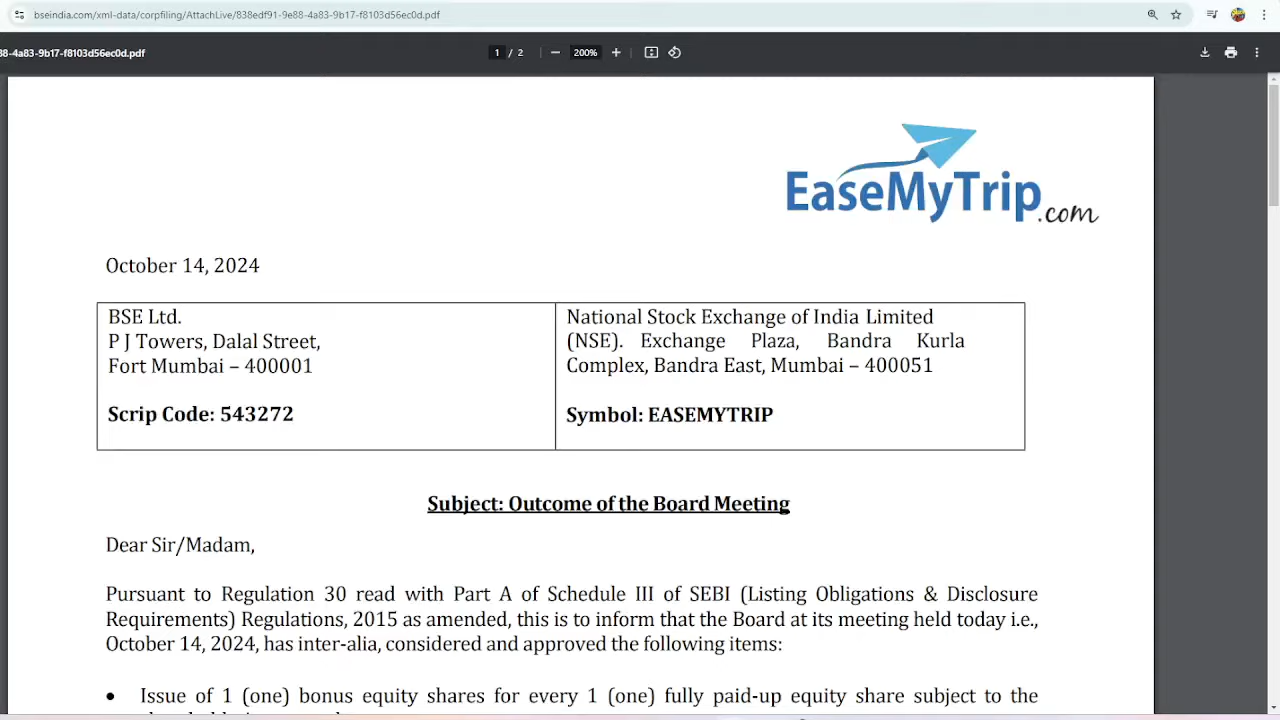 bseindia.com/xml-data/corpfiling/AttachLive/838edf91-9e88-4a83-9b17-f8103d56ec0d.pdf
38-4a83-9b17-f8103d56ec0d.pdf
1 / 2
200%
EaseMyTrip.com
October 14, 2024
BSE Ltd.
P J Towers, Dalal Street,
Fort Mumbai – 400001
Scrip Code: 543272
National Stock Exchange of India Limited
(NSE). Exchange Plaza, Bandra Kurla
Complex, Bandra East, Mumbai – 400051
Symbol: EASEMYTRIP
Subject: Outcome of the Board Meeting
Dear Sir/Madam,
Pursuant to Regulation 30 read with Part A of Schedule III of SEBI (Listing Obligations & Disclosure
Requirements) Regulations, 2015 as amended, this is to inform that the Board at its meeting held today i.e.,
October 14, 2024, has inter-alia, considered and approved the following items:
• Issue of 1 (one) bonus equity shares for every 1 (one) fully paid-up equity share subject to the